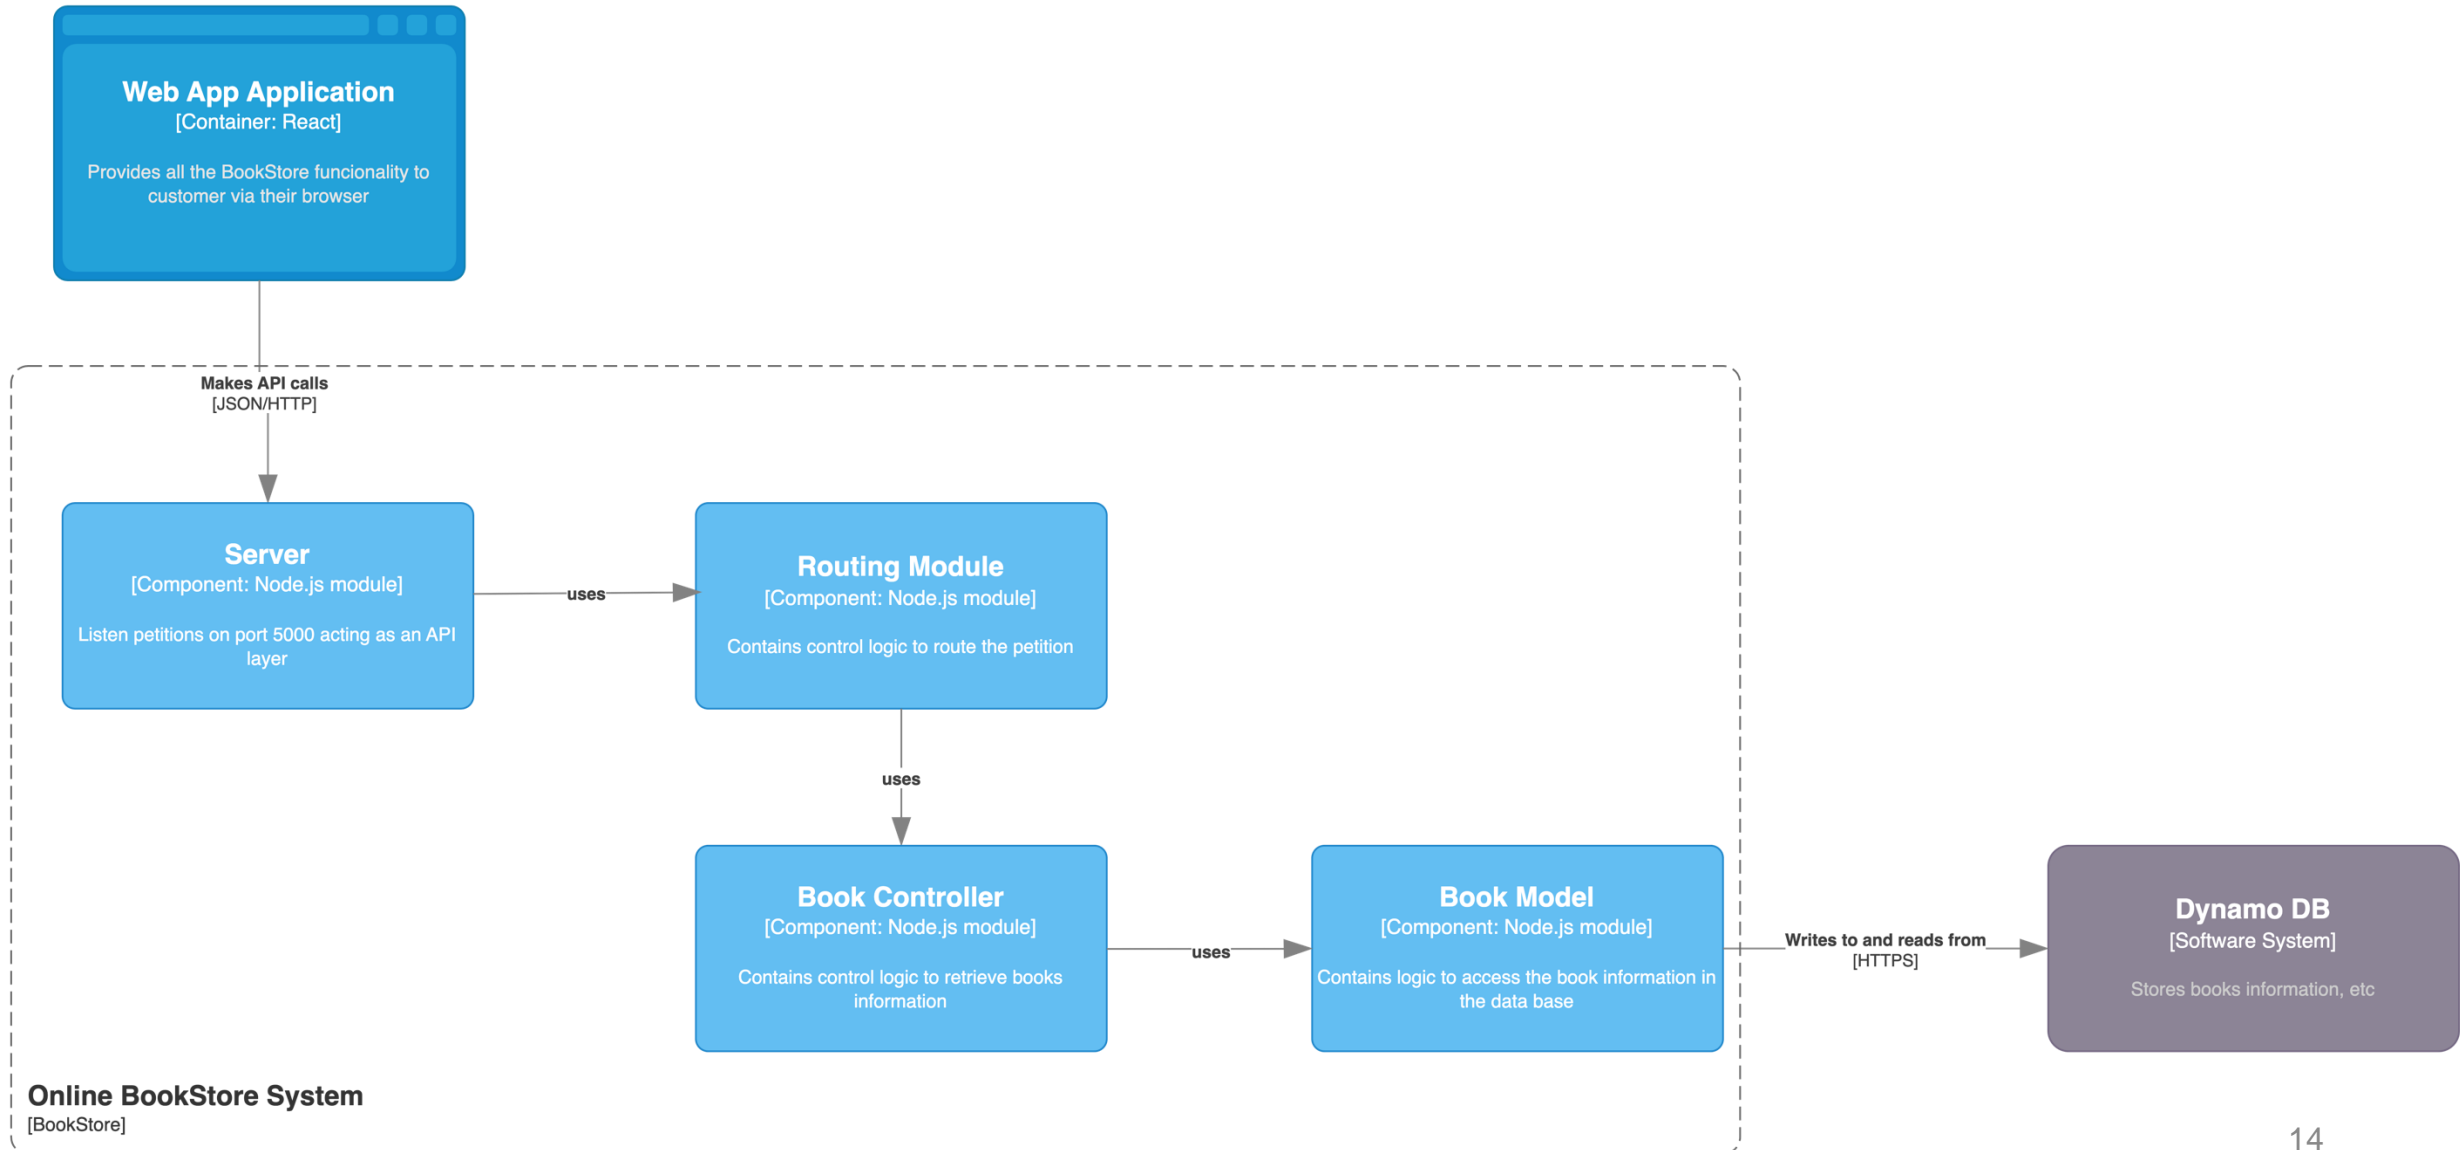 Web App Application
[Container: React]
Provides all the BookStore funcionality to
customer via their browser
Makes API calls
[JSON/HTTP]
Server
[Component: Node.js module]
Listen petitions on port 5000 acting as an API
layer
uses
Routing Module
[Component: Node.js module]
Contains control logic to route the petition
uses
Book Controller
[Component: Node.js module]
Contains control logic to retrieve books
information
uses
Book Model
[Component: Node.js module]
Contains logic to access the book information in
the data base
Writes to and reads from
[HTTPS]
Dynamo DB
[Software System]
Stores books information, etc
Online BookStore System
[BookStore]
14